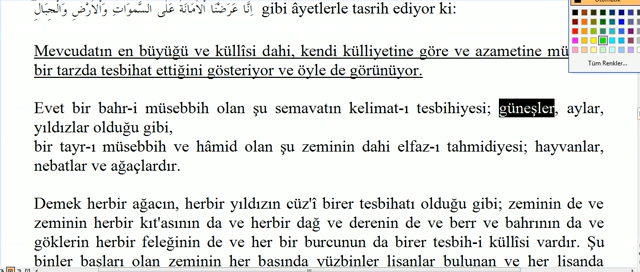 اِنَّا عَرَضْنَا الْاَمَانَةَ عَلَى السَّمٰوَاتِ وَالْاَرْضِ وَالْجِبَالِ gibi âyetlerle tasrih ediyor ki:
Mevcudatın en büyüğü ve küllîsi dahi, kendi külliyetine göre ve azametine
bir tarzda tesbihat ettiğini gösteriyor ve öyle de görünüyor.
Evet bir bahr-i müsebbih olan şu semavatın kelimat-ı tesbihiyesi; güneşler, aylar,
yıldızlar olduğu gibi,
bir tayr-ı müsebbih ve hâmid olan şu zeminin dahi elfaz-ı tahmidiyesi; hayvanlar,
nebatlar ve ağaçlardır.
Demek herbir ağacın, herbir yıldızın cüz'î birer tesbihatı olduğu gibi; zeminin de ve
zeminin herbir kıt'asının da ve herbir dağ ve derenin de ve berr ve bahrının da ve
göklerin herbir feleğinin de ve her bir burcunun da birer tesbih-i küllîsi vardır. Şu
binler başları olan zeminin her başında yüzbinler lisanlar bulunan ve her lisanda
Tüm Renkler...